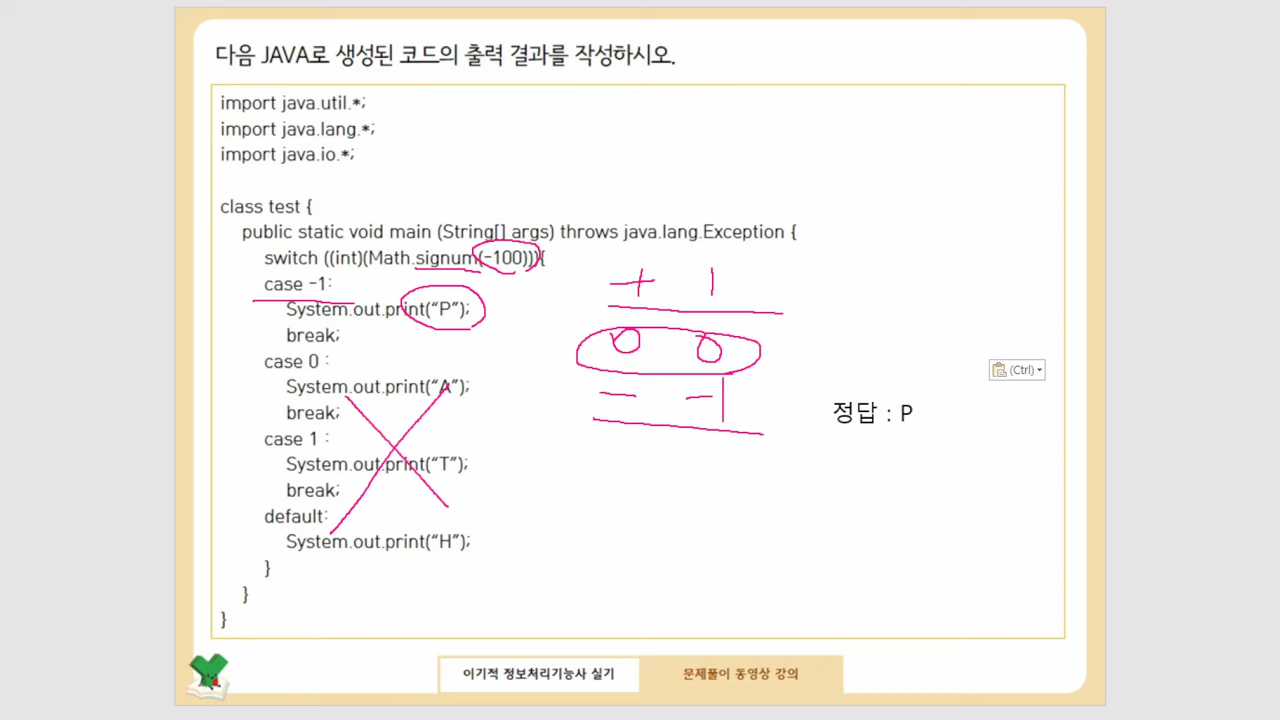 다음 JAVA로 생성된 코드의 출력 결과를 작성하시오.
import java.util.*;
import java.lang.*;
import java.io.*;
class test {
public static void main (String[] args) throws java.lang.Exception {
switch ((int)(Math.signum(-100))){
case -1:
System.out.print(“P”);
break;
case 0 :
System.out.print(“A”);
break;
case 1 :
System.out.print(“T”);
break;
default:
System.out.print(“H”);
}
}
}
+ 1
0 0
- -1
(Ctrl)
정답 : P
이기적 정보처리기능사 실기
문제풀이 동영상 강의